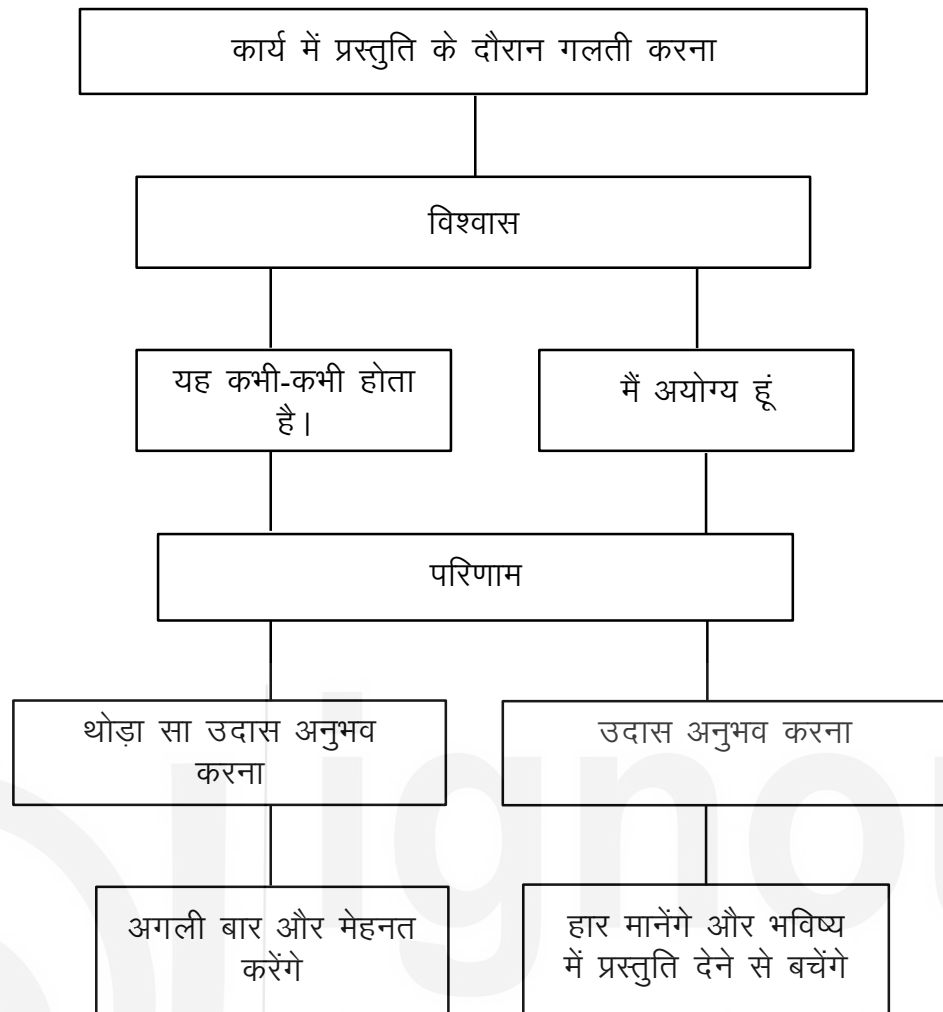 कार्य में प्रस्तुति के दौरान गलती करना
विश्वास
यह कभी-कभी होता
है।
मैं अयोग्य हूं
परिणाम
थोड़ा सा उदास अनुभव
करना
उदास अनुभव करना
अगली बार और मेहनत
करेंगे
हार मानेंगे और भविष्य
में प्रस्तुति देने से बचेंगे
ignou